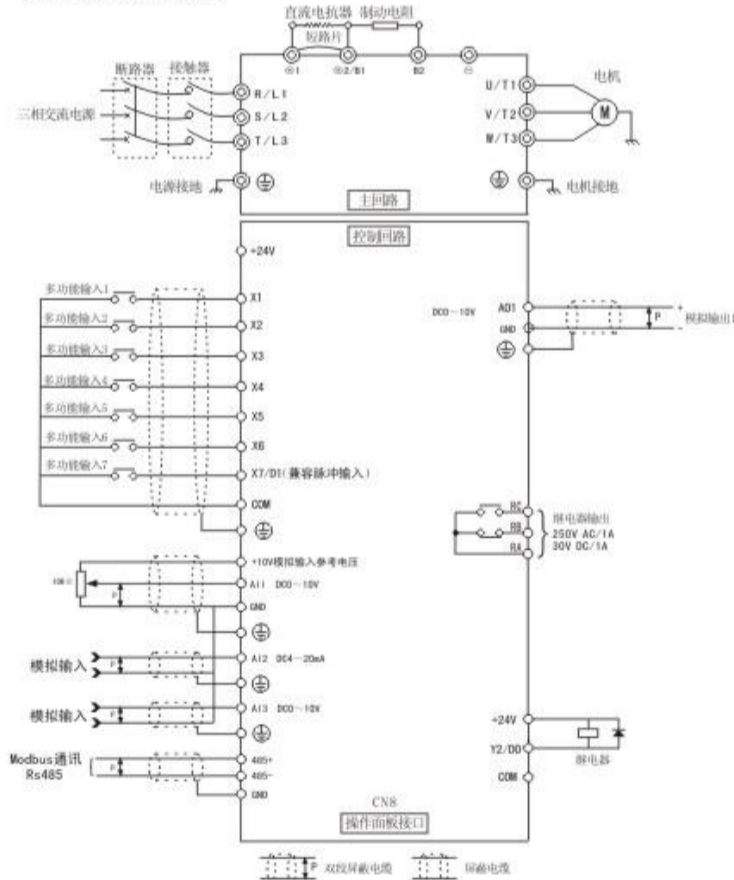 直流电抗器 制动电阻
短路片
⊕1 ⊕2/B1 B2 ⊖
断路器 接触器
三相交流电源
R/L1
S/L2
T/L3
U/T1
V/T2
W/T3
电机
M
电源接地
电机接地
主回路
控制回路
+24V
多功能输入1 X1
多功能输入2 X2
多功能输入3 X3
多功能输入4 X4
多功能输入5 X5
多功能输入6 X6
多功能输入7 X7/DI(兼容脉冲输入)
COM
DC0~10V AO1
GND
P
+
模拟输出1
-
RC
RB
RA
继电器输出
250V AC/1A
30V DC/1A
+10V模拟输入参考电压
P AI1 DC0~10V
GND
模拟输入 P AI2 DC4~20mA
模拟输入 P AI3 DC0~10V
Modbus通讯
Rs485
P
485+
485-
GND
+24V
Y2/DO
COM
继电器
CN8
操作面板接口
P 双绞屏蔽电缆 屏蔽电缆